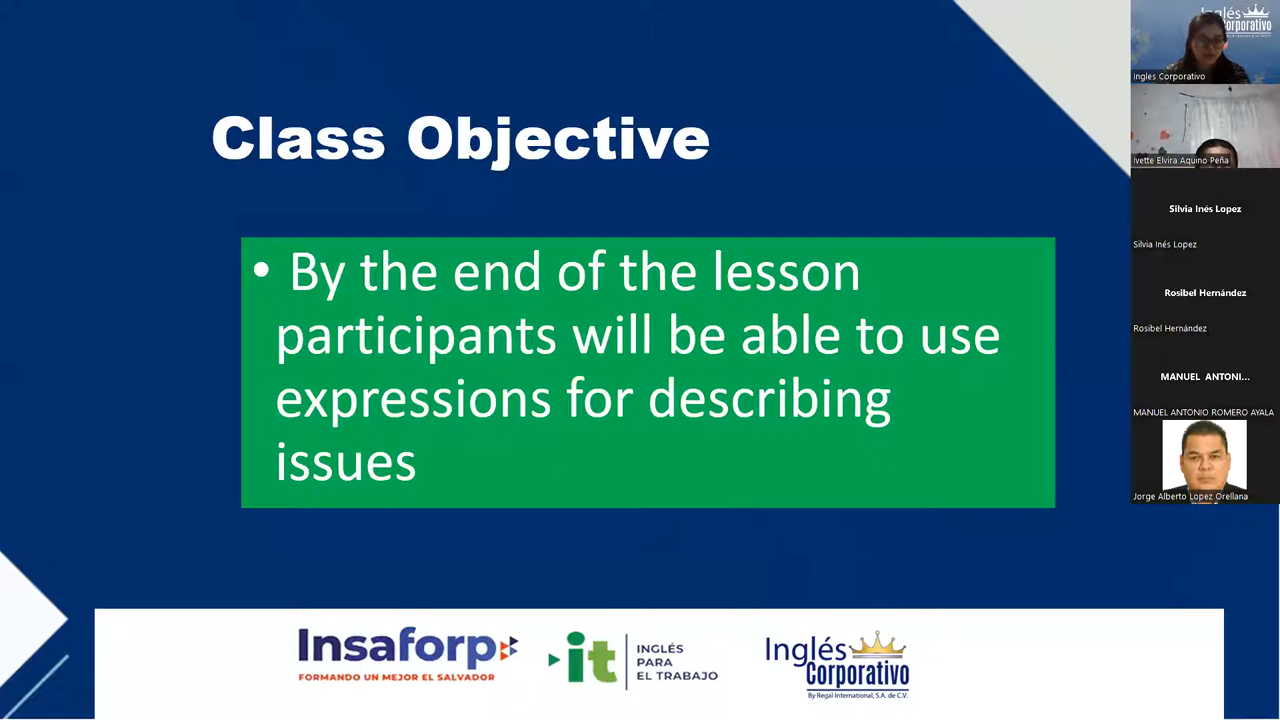 Class Objective
• By the end of the lesson
participants will be able to use
expressions for describing
issues
Insaforp
FORMANDO UN MEJOR EL SALVADOR
it
INGLÉS
PARA
EL TRABAJO
Inglés
Corporativo
By Regal International, S.A. de C.V.
Inglés
Corporativo
Ingles Corporativo
Ivette Elvira Aquino Peña
Silvia Inés Lopez
Silvia Inés Lopez
Rosibel Hernández
Rosibel Hernández
MANUEL ANTONI...
MANUEL ANTONIO ROMERO AYALA
Jorge Alberto Lopez Orellana